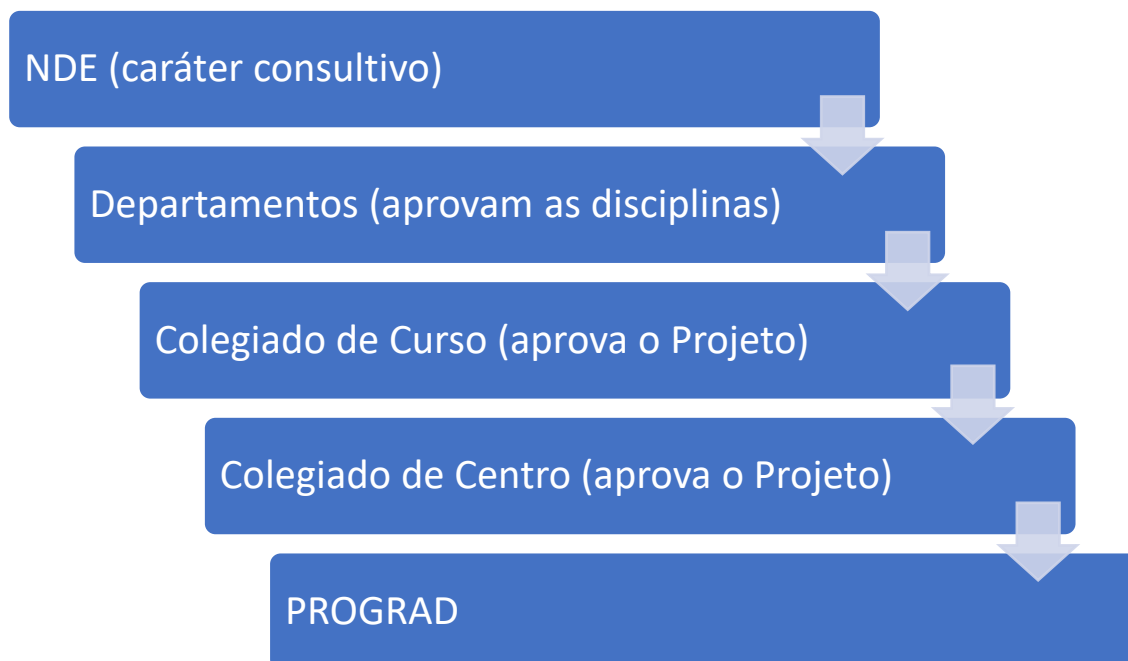 NDE (caráter consultivo)
Departamentos (aprovam as disciplinas)
Colegiado de Curso (aprova o Projeto)
Colegiado de Centro (aprova o Projeto)
PROGRAD